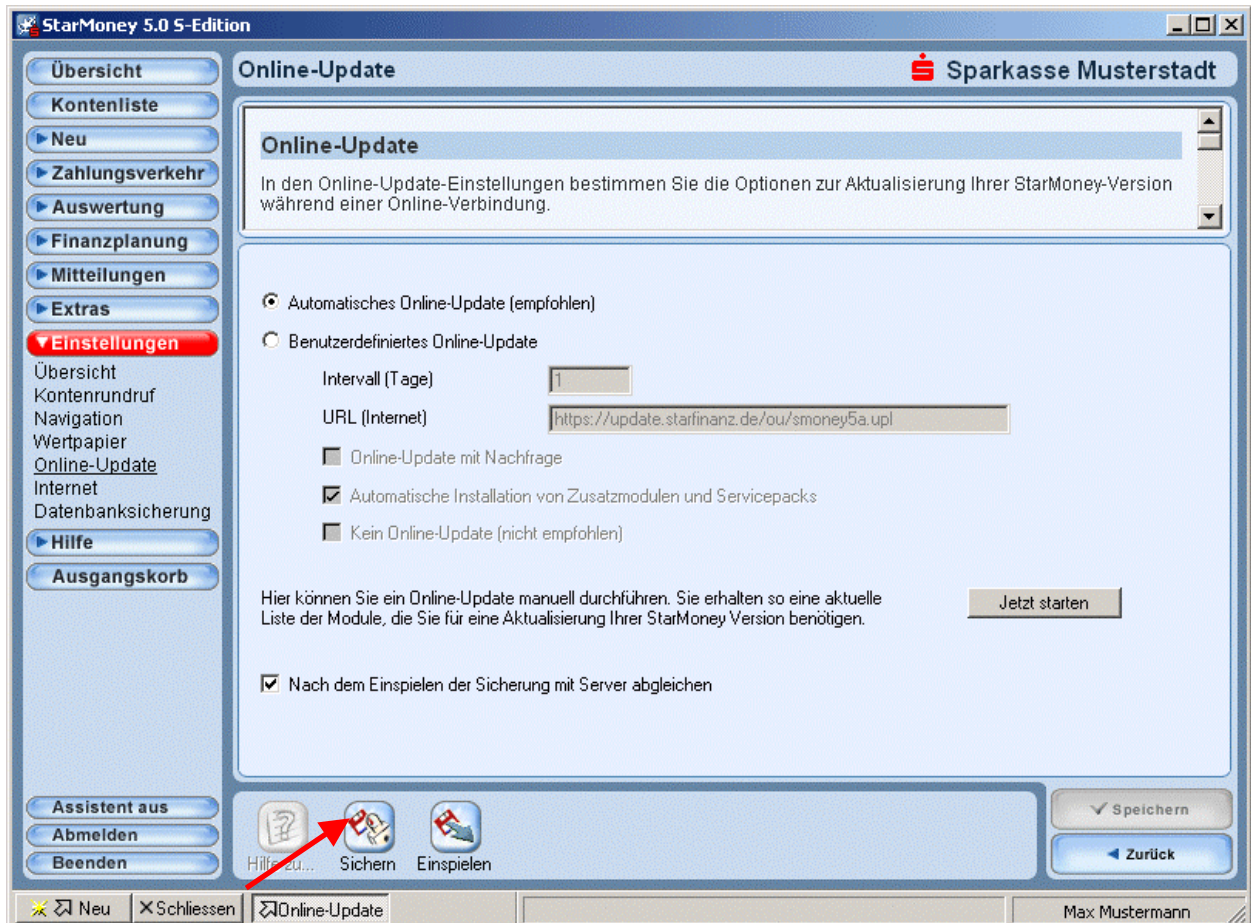 StarMoney 5.0 S-Edition
Übersicht
Kontenliste
Neu
Zahlungsverkehr
Auswertung
Finanzplanung
Mitteilungen
Extras
Einstellungen
Übersicht
Kontenrundruf
Navigation
Wertpapier
Online-Update
Internet
Datenbanksicherung
Hilfe
Ausgangskorb
Assistent aus
Abmelden
Beenden
Online-Update
Sparkasse Musterstadt
Online-Update
In den Online-Update-Einstellungen bestimmen Sie die Optionen zur Aktualisierung Ihrer StarMoney-Version
während einer Online-Verbindung.
Automatisches Online-Update (empfohlen)
Benutzerdefiniertes Online-Update
Intervall (Tage) 1
URL (Internet) https://update.starfinanz.de/ou/smoney5a.upl
Online-Update mit Nachfrage
Automatische Installation von Zusatzmodulen und Servicepacks
Kein Online-Update (nicht empfohlen)
Hier können Sie ein Online-Update manuell durchführen. Sie erhalten so eine aktuelle
Liste der Module, die Sie für eine Aktualisierung Ihrer StarMoney Version benötigen.
Jetzt starten
Nach dem Einspielen der Sicherung mit Server abgleichen
Hilfe zu... Sichern Einspielen
Speichern
Zurück
Neu Schliessen Online-Update Max Mustermann